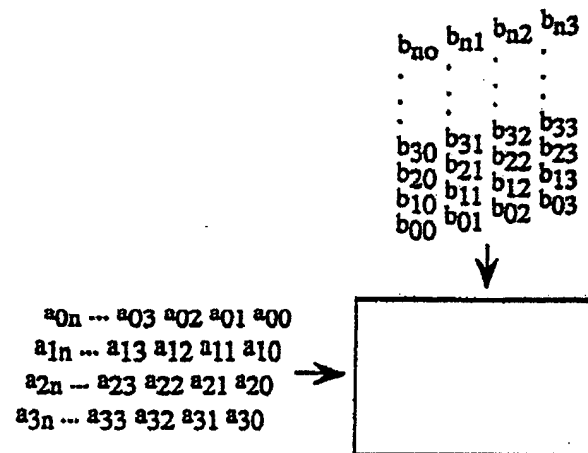 bno bn1 bn2 bn3
. . . .
. . . .
. . . .
b30 b31 b32 b33
b20 b21 b22 b23
b10 b11 b12 b13
b00 b01 b02 b03
a0n ... a03 a02 a01 a00
a1n ... a13 a12 a11 a10
a2n ... a23 a22 a21 a20
a3n ... a33 a32 a31 a30